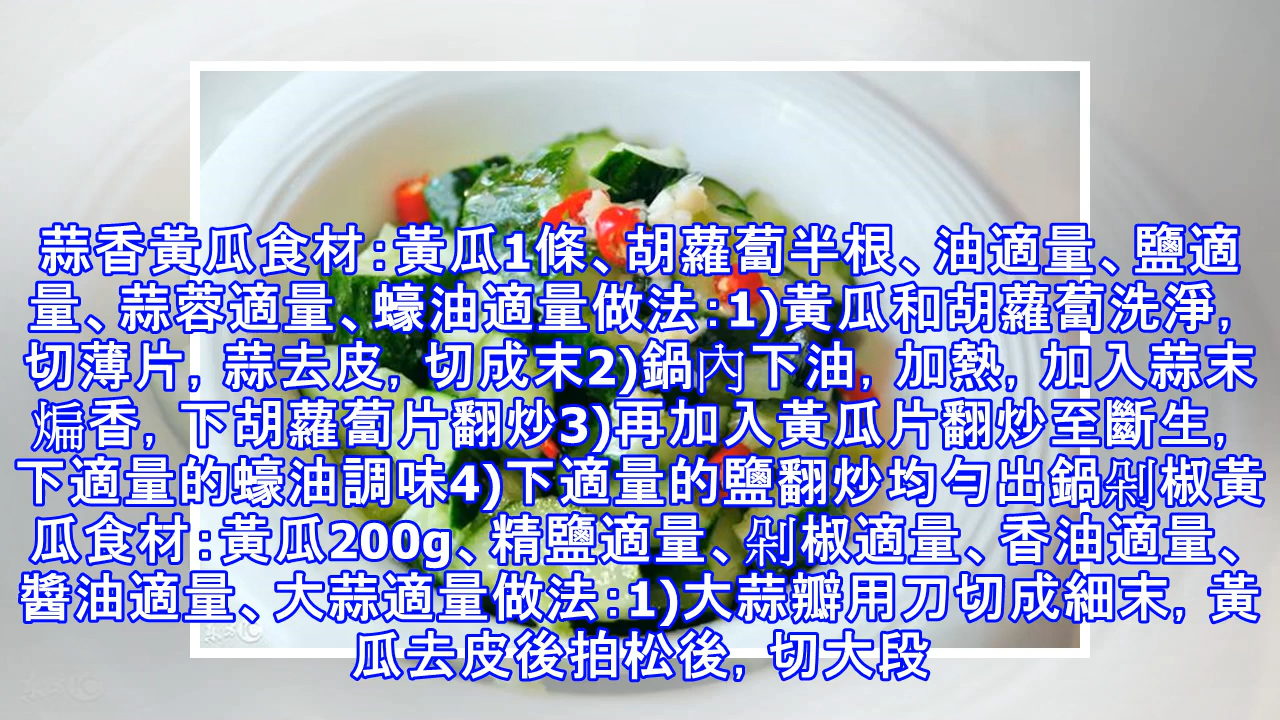 蒜香黃瓜食材:黃瓜1條、胡蘿蔔半根、油適量、鹽適
量、蒜蓉適量、蠔油適量做法:1)黃瓜和胡蘿蔔洗淨,
切薄片, 蒜去皮, 切成末2)鍋內下油, 加熱, 加入蒜末
煸香, 下胡蘿蔔片翻炒3)再加入黃瓜片翻炒至斷生,
下適量的蠔油調味4)下適量的鹽翻炒均勻出鍋剁椒黃
瓜食材:黃瓜200g、精鹽適量、剁椒適量、香油適量、
醬油適量、大蒜適量做法:1)大蒜瓣用刀切成細末, 黃
瓜去皮後拍松後, 切大段